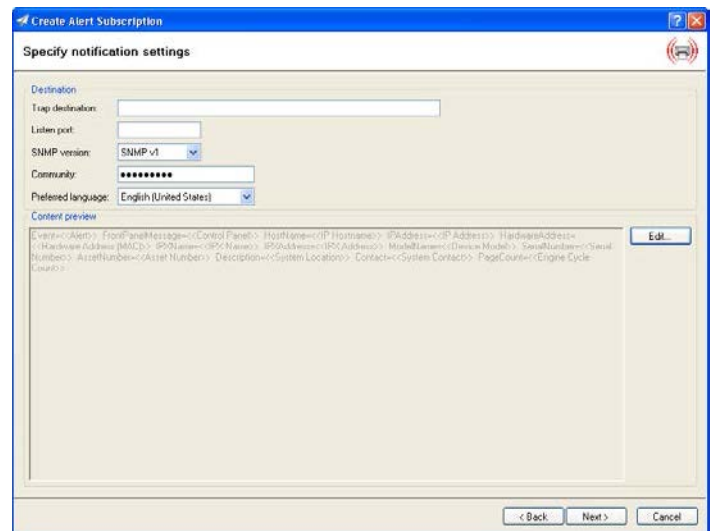 Create Alert Subscription
Specify notification settings
Destination
Trap destination:
Listen port:
SNMP version: SNMP v1
Community: •••••••••
Preferred language: English (United States)
Content preview
Event=<<Alert>> FrontPanelMessage=<<Control Panel>> HostName=<<IP Hostname>> IPAddress=<<IP Address>> HardwareAddress=
<<Hardware Address (MAC)>> IPXName=<<IPX Name>> IPXAddress=<<IPX Address>> ModelName=<<Device Model>> SerialNumber=<<Serial
Number>> AssetNumber=<<Asset Number>> Description=<<System Location>> Contact=<<System Contact>> PageCount=<<Engine Cycle
Count>>
Edit...
< Back Next > Cancel